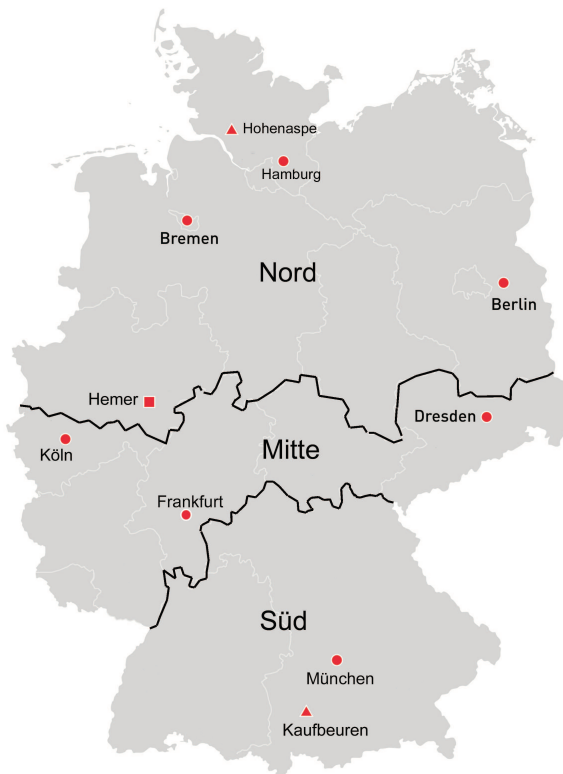 Hohenaspe
Hamburg
Bremen
Nord
Berlin
Hemer
Dresden
Köln
Mitte
Frankfurt
Süd
München
Kaufbeuren